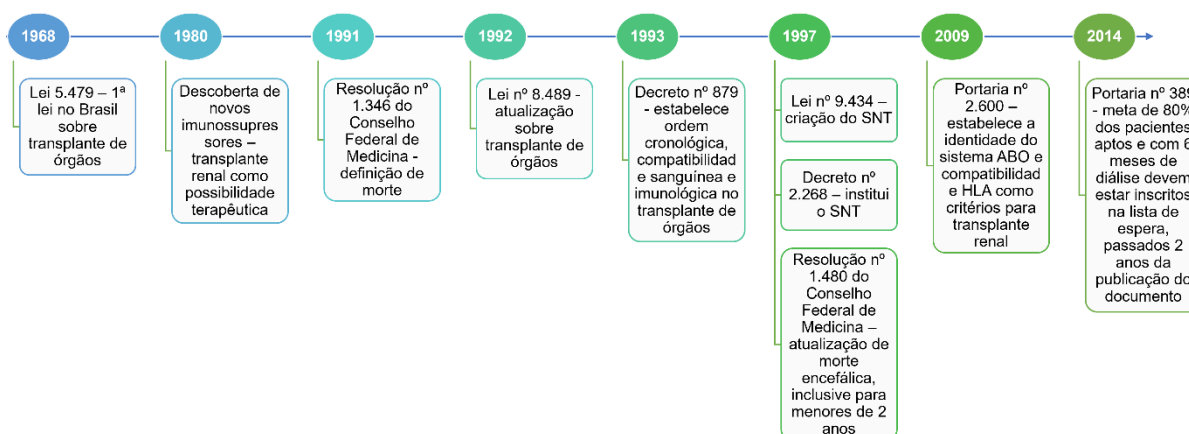 1968
1980
1991
1992
1993
1997
2009
2014
Lei 5.479 – 1ª
lei no Brasil
sobre
transplante de
órgãos
Descoberta de
novos
imunossupres
sores –
transplante
renal como
possibilidade
terapêutica
Resolução nº
1.346 do
Conselho
Federal de
Medicina -
definição de
morte
Lei nº 8.489 -
atualização
sobre
transplante de
órgãos
Decreto nº 879
- estabelece
ordem
cronológica,
compatibilidad
e sanguínea e
imunológica no
transplante de
órgãos
Lei nº 9.434 –
criação do SNT
Decreto nº
2.268 – institui
o SNT
Resolução nº
1.480 do
Conselho
Federal de
Medicina –
atualização de
morte
encefálica,
inclusive para
menores de 2
anos
Portaria nº
2.600 –
estabelece a
identidade do
sistema ABO e
compatibilidad
e HLA como
critérios para
transplante
renal
Portaria nº 389
- meta de 80%
dos pacientes
aptos e com 6
meses de
diálise devem
estar inscritos
na lista de
espera,
passados 2
anos da
publicação do
documento